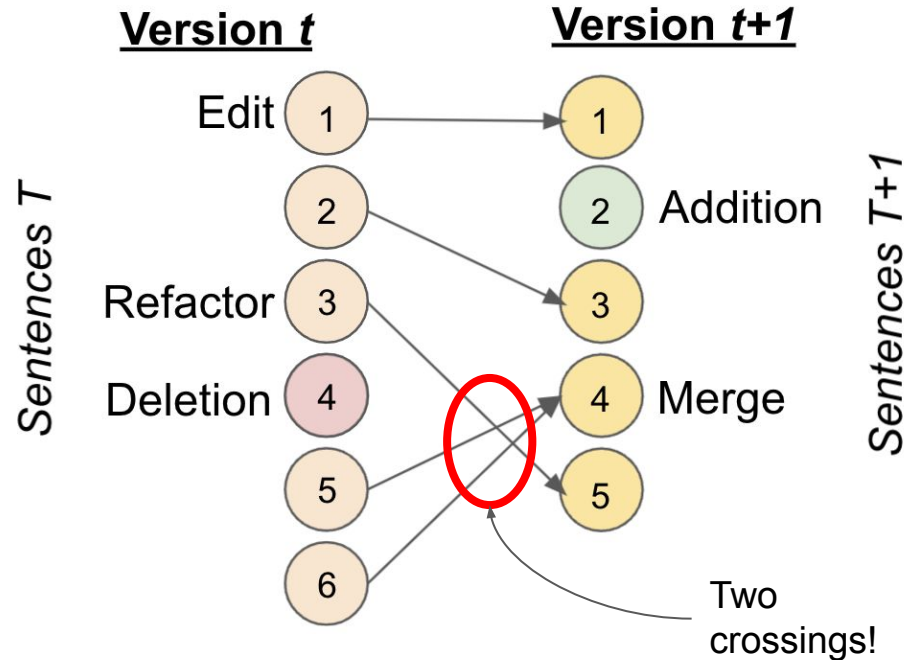 Version t
Version t+1
Sentences T
Sentences T+1
Edit 1 1
2 2 Addition
Refactor 3 3
Deletion 4 4 Merge
5 5
6
Two
crossings!